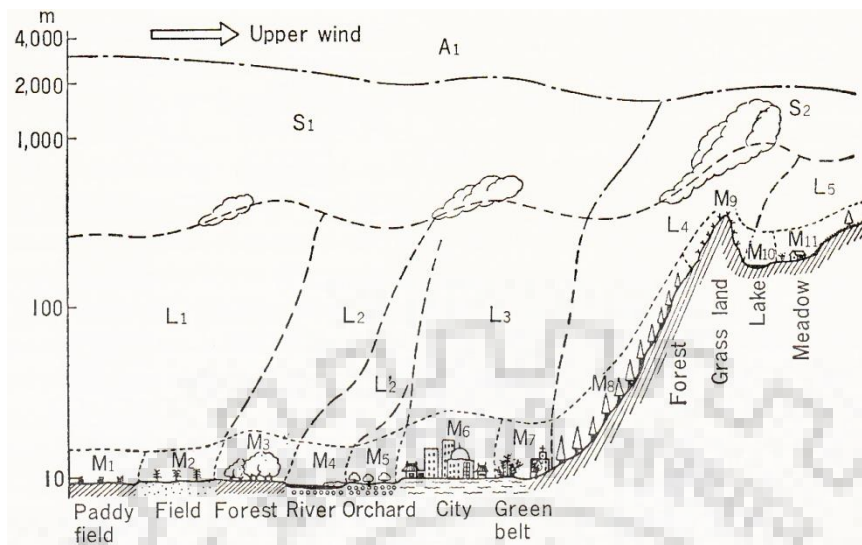 m
4,000
Upper wind
A1
2,000
S1
S2
1,000
L5
M9
L4
M10 M11
100
L1 L2 L3
L'2
M8
M1 M2 M3 M4 M5 M6 M7
10
Paddy field
Field
Forest
River
Orchard
City
Green belt
Forest
Grass land
Lake
Meadow